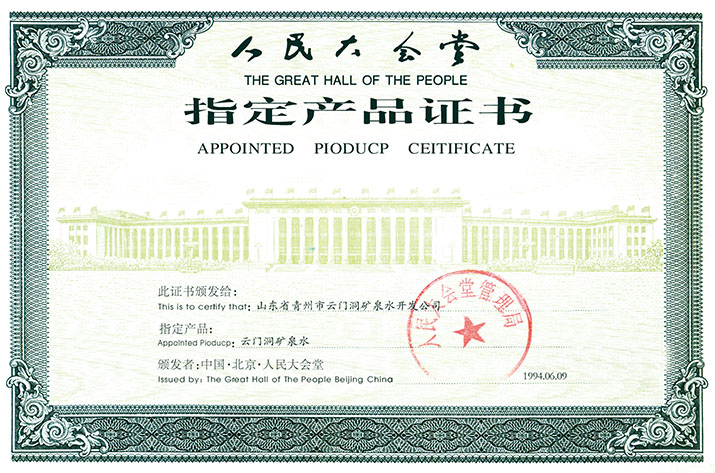 人民大会堂
THE GREAT HALL OF THE PEOPLE
指定产品证书
APPOINTED PIODUCP CEITIFICATE
此证书颁发给：
This is to certify that: 山东省青州市云门洞矿泉水开发公司
指定产品：
Appointed Pioducp: 云门洞矿泉水
颁发者：中国·北京·人民大会堂
Issued by: The Great Hall of The People Beijing China
人民大会堂管理局
1994.06.09